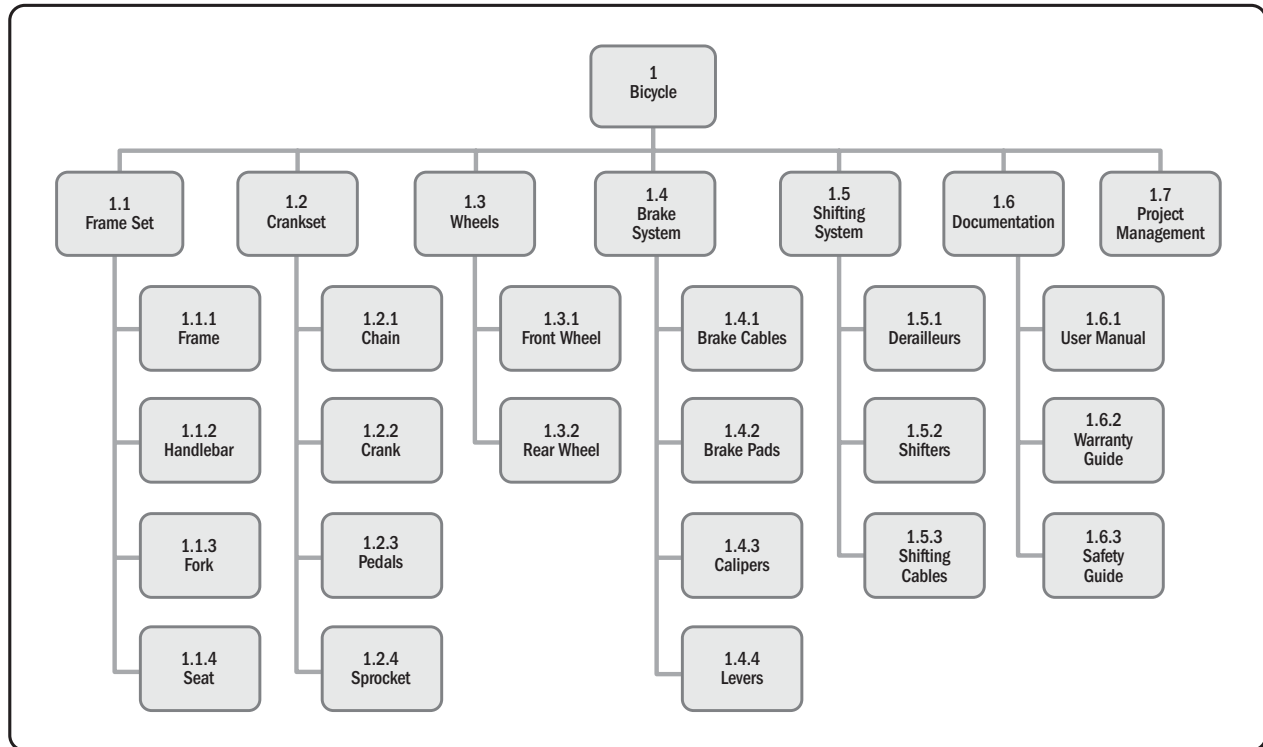 1
Bicycle
1.1
Frame Set
1.2
Crankset
1.3
Wheels
1.4
Brake
System
1.5
Shifting
System
1.6
Documentation
1.7
Project
Management
1.1.1
Frame
1.1.2
Handlebar
1.1.3
Fork
1.1.4
Seat
1.2.1
Chain
1.2.2
Crank
1.2.3
Pedals
1.2.4
Sprocket
1.3.1
Front Wheel
1.3.2
Rear Wheel
1.4.1
Brake Cables
1.4.2
Brake Pads
1.4.3
Calipers
1.4.4
Levers
1.5.1
Derailleurs
1.5.2
Shifters
1.5.3
Shifting
Cables
1.6.1
User Manual
1.6.2
Warranty
Guide
1.6.3
Safety
Guide